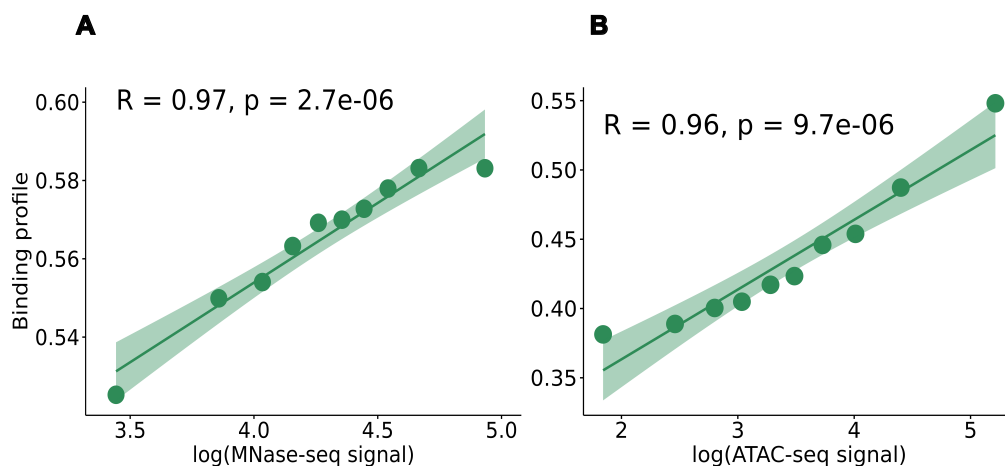 A
B
R = 0.97, p = 2.7e-06
R = 0.96, p = 9.7e-06
Binding profile
0.60
0.58
0.56
0.54
3.5
4.0
4.5
5.0
log(MNase-seq signal)
0.55
0.50
0.45
0.40
0.35
2
3
4
5
log(ATAC-seq signal)